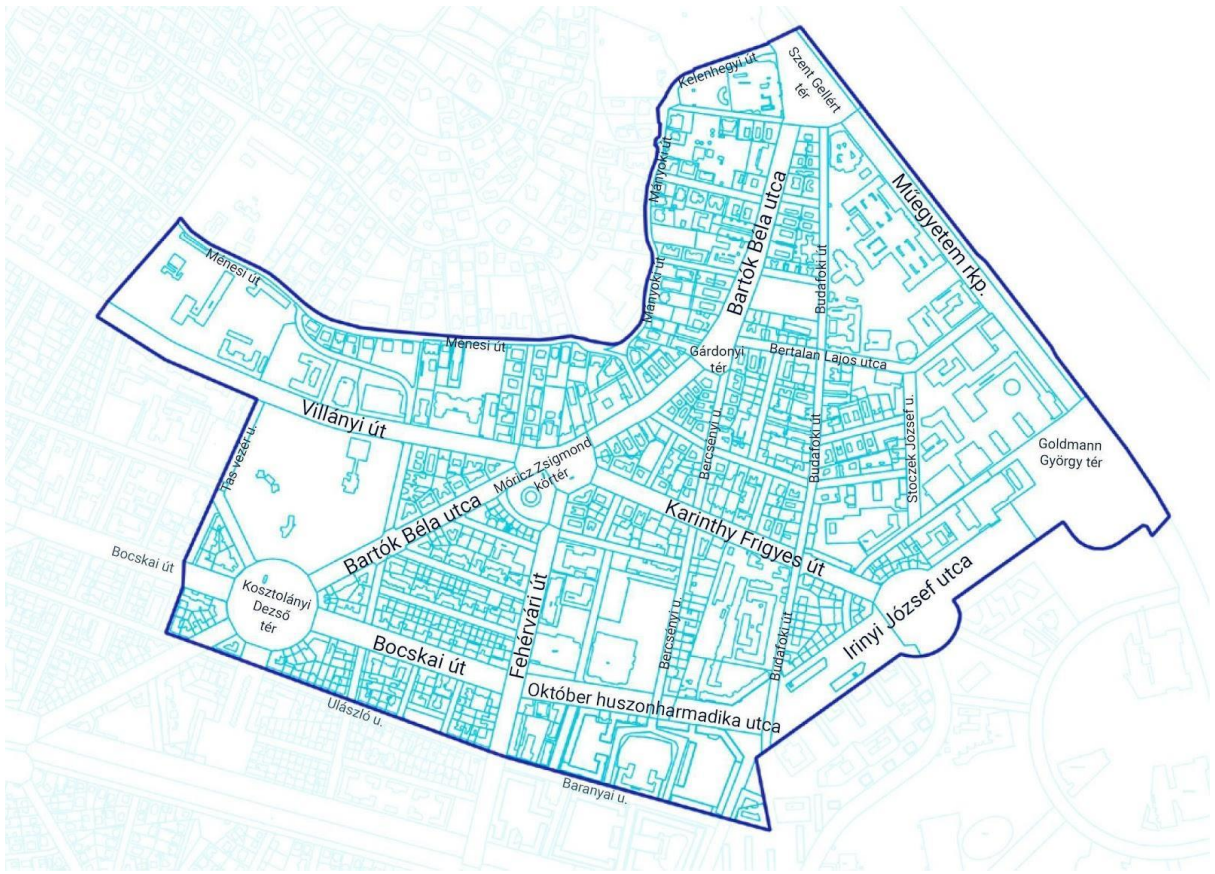 Kelenhegyi út
Szent Gellért
tér
Mányoki út
Bartók Béla utca
Műegyetem rkp.
Budafoki út
Mányoki út
Ménesi út
Ménesi út
Gárdonyi
tér
Bertalan Lajos utca
Villányi út
Bercsényi u.
Budafoki út
Stoczek József u.
Goldmann
György tér
Tas vezér u.
Móricz Zsigmond
körtér
Bartók Béla utca
Karinthy Frigyes út
Bocskai út
Kosztolányi
Dezső
tér
Fehérvári út
Bocskai út
Bercsényi u.
Budafoki út
Irinyi József utca
Október huszonharmadika utca
Ulászló u.
Baranyai u.